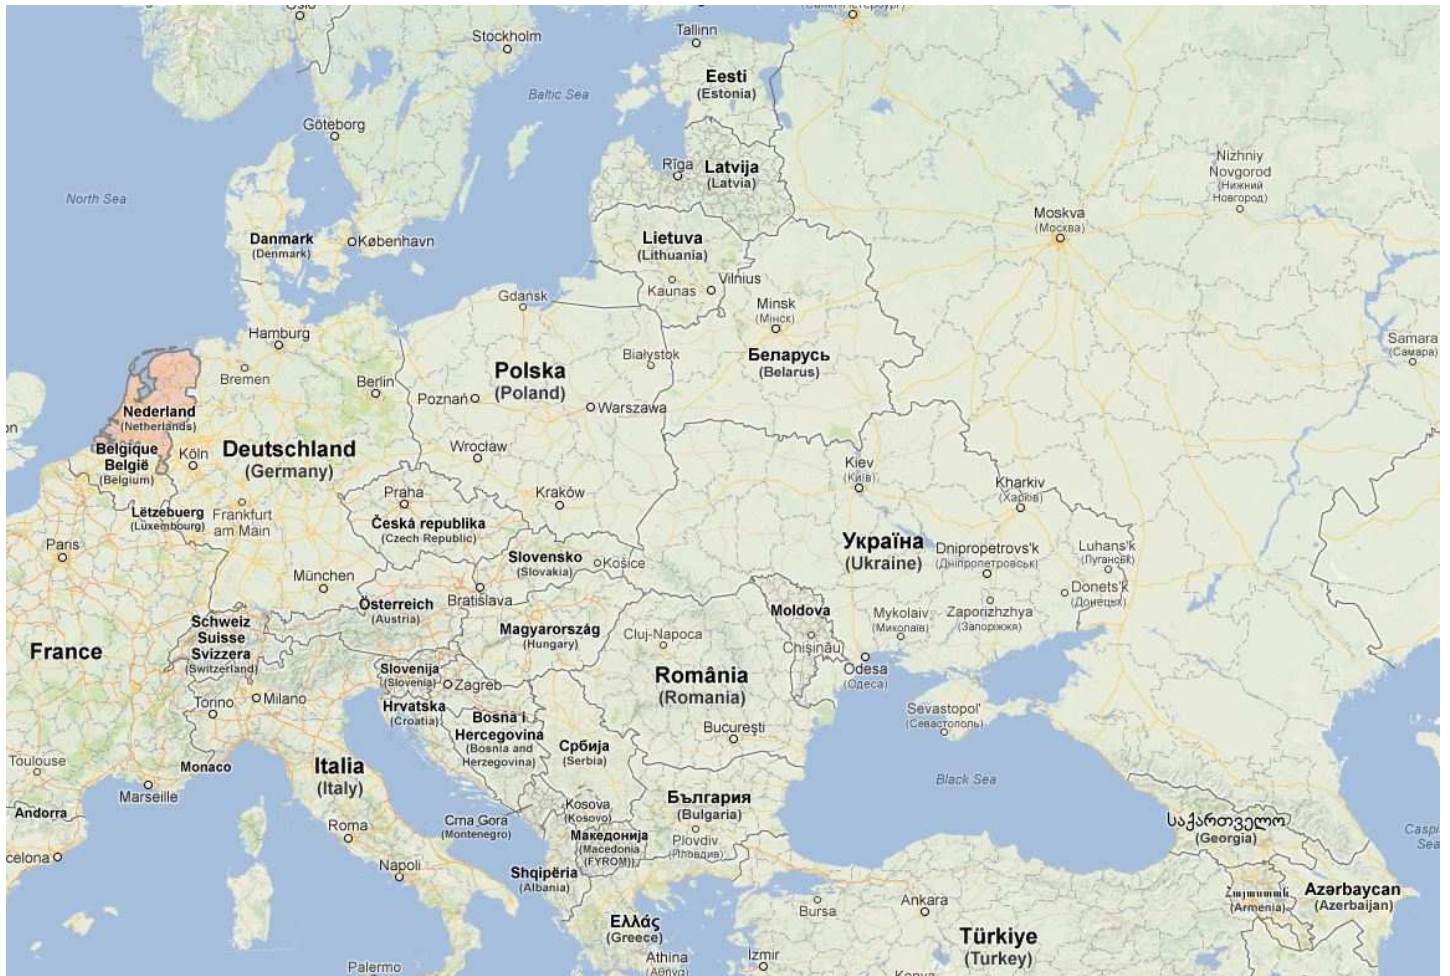 Oslo
(Санкт-Петербург)
Stockholm
Tallinn
Eesti
(Estonia)
Baltic Sea
Göteborg
Rīga
Latvija
(Latvia)
Nizhniy
Novgorod
(Нижний
Новгород)
North Sea
Moskva
(Москва)
Danmark
(Denmark)
København
Lietuva
(Lithuania)
Kaunas
Vilnius
Gdańsk
Minsk
(Мінск)
Hamburg
Samara
(Самара)
Bremen
Berlin
Polska
(Poland)
Białystok
Беларусь
(Belarus)
Poznań
Warszawa
Nederland
(Netherlands)
Belgique
België
(Belgium)
Köln
Deutschland
(Germany)
Wrocław
Kiev
(Київ)
Kharkiv
(Харків)
Praha
Kraków
Lëtzebuerg
(Luxembourg)
Frankfurt
am Main
Česká republika
(Czech Republic)
Paris
Україна
(Ukraine)
Dnipropetrovs'k
(Дніпропетровськ)
Luhans'k
(Луганськ)
Slovensko
(Slovakia)
Košice
München
Österreich
(Austria)
Bratislava
Donets'k
(Донецьк)
Moldova
Mykolaiv
(Миколаїв)
Zaporizhzhya
(Запоріжжя)
Schweiz
Suisse
Svizzera
(Switzerland)
Magyarország
(Hungary)
Cluj-Napoca
Chișinău
France
România
(Romania)
Odesa
(Одеса)
Slovenija
(Slovenia)
Zagreb
Torino
Milano
Hrvatska
(Croatia)
Bosna i
Hercegovina
(Bosnia and
Herzegovina)
Sevastopol'
(Севастополь)
București
Србија
(Serbia)
Toulouse
Monaco
Italia
(Italy)
Marseille
Black Sea
Andorra
Kosova
(Kosovo)
България
(Bulgaria)
Crna Gora
(Montenegro)
Roma
საქართველო
(Georgia)
Македонија
(Macedonia
(FYROM))
Plovdiv
(Пловдив)
celona
Napoli
Shqipëria
(Albania)
Caspi
Sea
Հայաստան
(Armenia)
Azərbaycan
(Azerbaijan)
Bursa
Ankara
Ελλάς
(Greece)
Türkiye
(Turkey)
Athina
(Αθήνα)
İzmir
Palermo
Konya